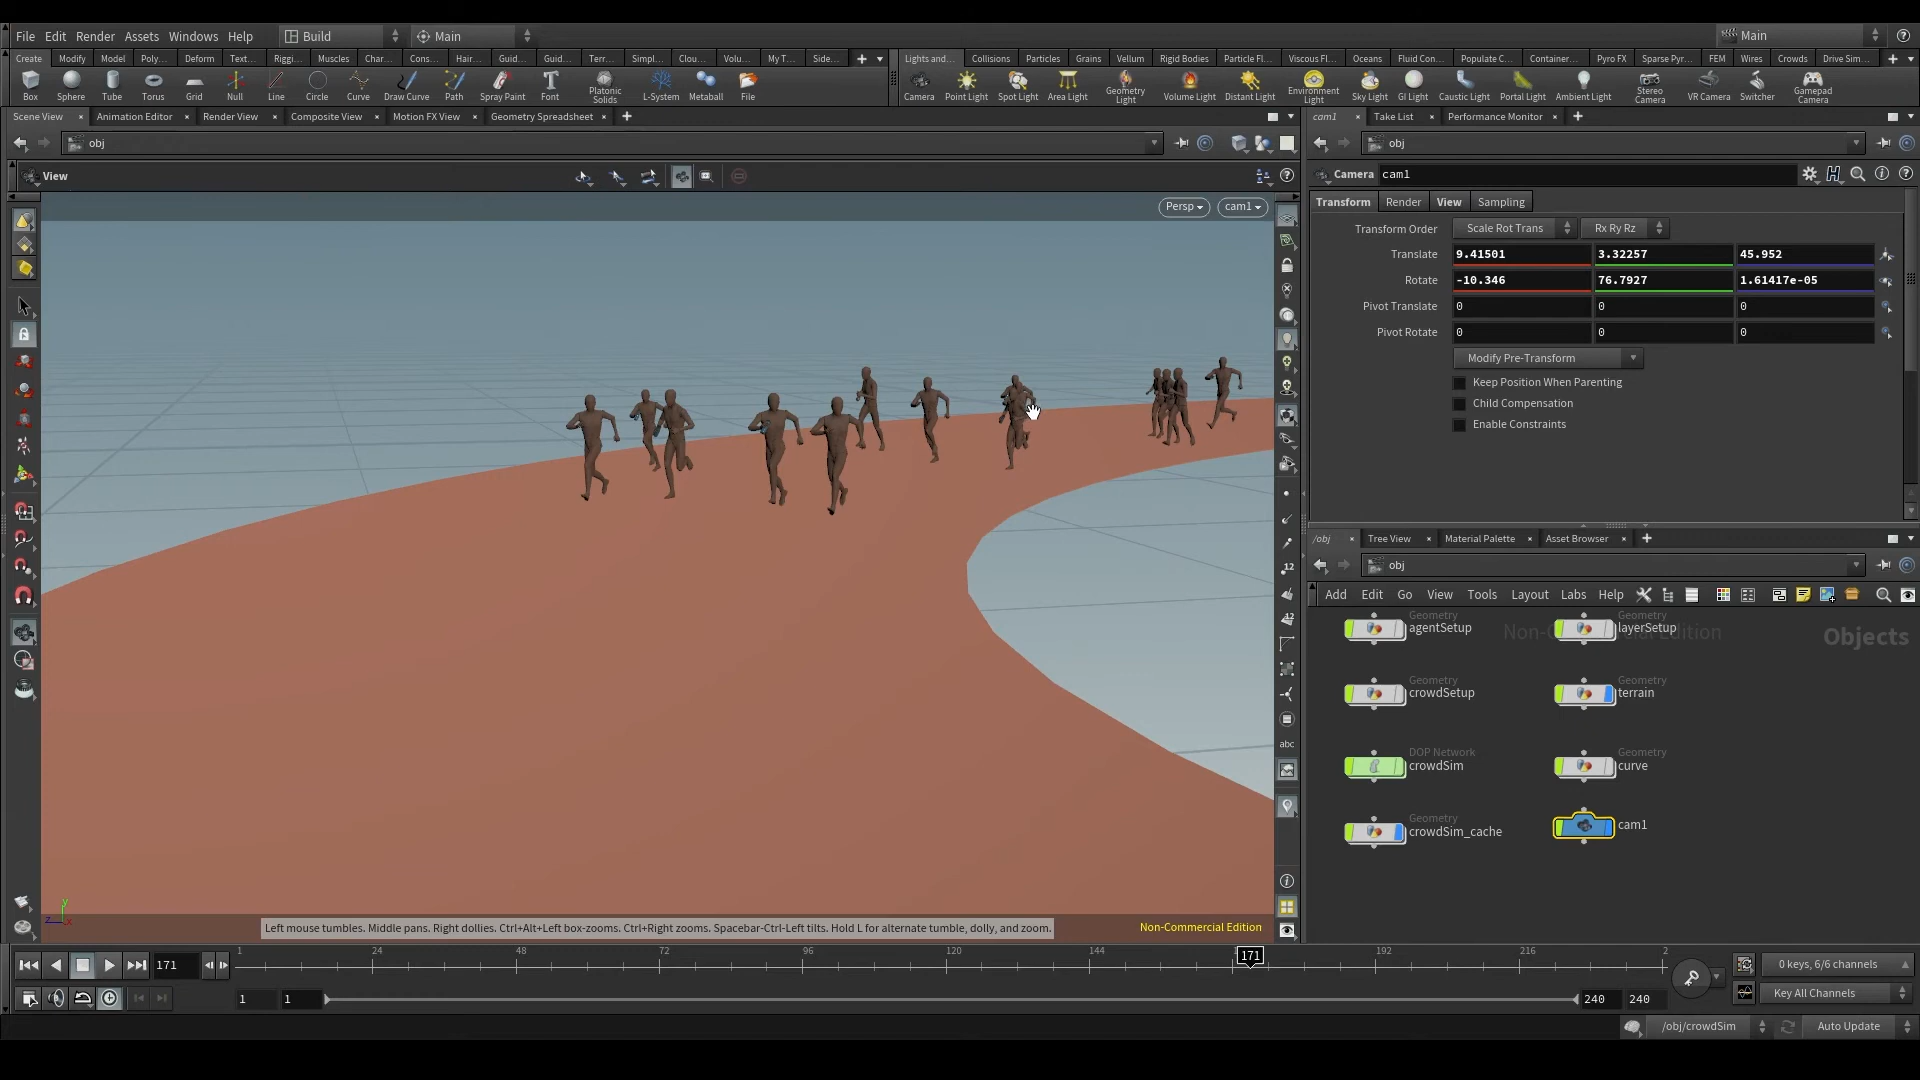 File Edit Render Assets Windows Help Build Main Main
Create Modify Model Poly... Deform Text... Riggi... Muscles Char... Cons... Hair... Guid... Guid... Terr... Simpl... Clou... Volu... My T... Side... Lights and... Collisions Particles Grains Vellum Rigid Bodies Particle Fl... Viscous Fl... Oceans Fluid Con... Populate C... Container... Pyro FX Sparse Pyr... FEM Wires Crowds Drive Sim...
Box Sphere Tube Torus Grid Null Line Circle Curve Draw Curve Path Spray Paint Font Platonic Solids L-System Metaball File Camera Point Light Spot Light Area Light Geometry Light Volume Light Distant Light Environment Light Sky Light GI Light Caustic Light Portal Light Ambient Light Stereo Camera VR Camera Switcher Gamepad Camera
Scene View Animation Editor Render View Composite View Motion FX View Geometry Spreadsheet cam1 Take List Performance Monitor
obj obj
View Camera cam1
Persp cam1 Transform Render View Sampling
Transform Order Scale Rot Trans Rx Ry Rz
Translate 9.41501 3.32257 45.952
Rotate -10.346 76.7927 1.61417e-05
Pivot Translate 0 0 0
Pivot Rotate 0 0 0
Modify Pre-Transform
Keep Position When Parenting
Child Compensation
Enable Constraints
/obj Tree View Material Palette Asset Browser
obj
Add Edit Go View Tools Layout Labs Help
Geometry Geometry
agentSetup layerSetup Objects
Geometry Geometry
crowdSetup terrain
DOP Network Geometry
crowdSim curve
Geometry
crowdSim_cache cam1
12
12
abc
y
z x
Left mouse tumbles. Middle pans. Right dollies. Ctrl+Alt+Left box-zooms. Ctrl+Right zooms. Spacebar-Ctrl-Left tilts. Hold L for alternate tumble, dolly, and zoom. Non-Commercial Edition
171 1 24 48 72 96 120 144 171 192 216 2 0 keys, 6/6 channels
1 1 240 240 Key All Channels
/obj/crowdSim Auto Update